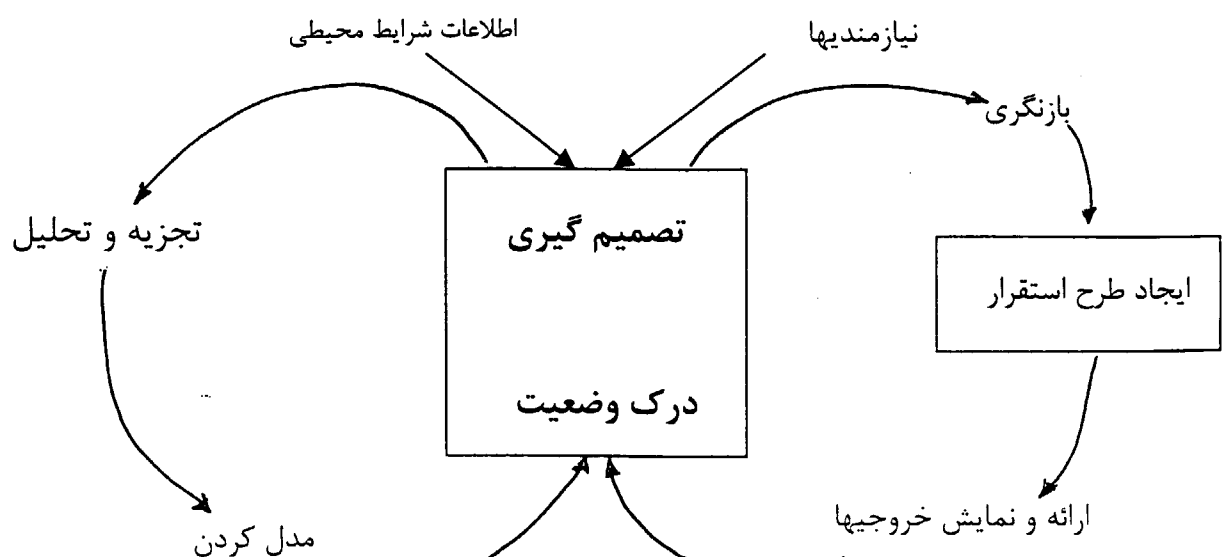 نیازمندیها
اطلاعات شرایط محیطی
بازنگری
تصمیم گیری
تجزیه و تحلیل
ایجاد طرح استقرار
درک وضعیت
ارائه و نمایش خروجیها
مدل کردن